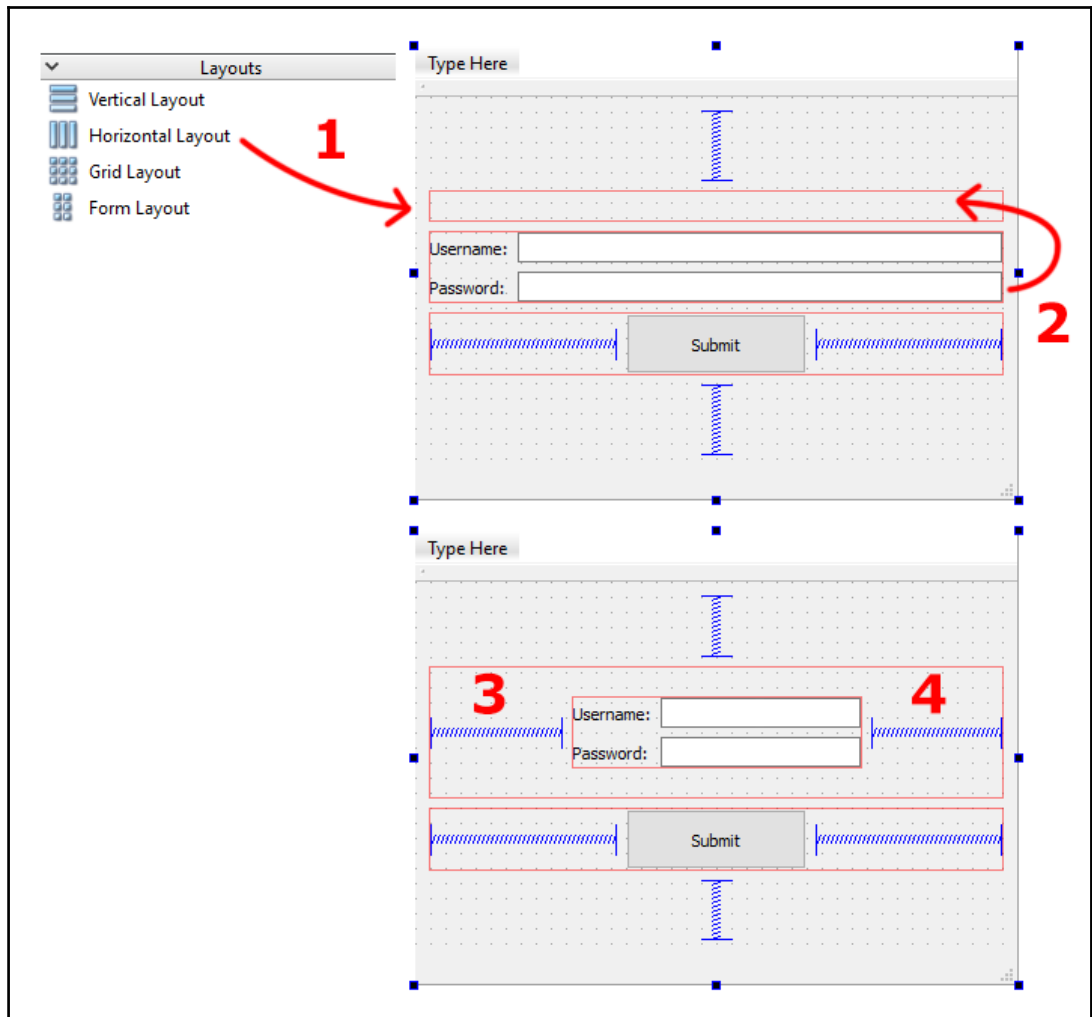 Layouts
Vertical Layout
Horizontal Layout
Grid Layout
Form Layout
1
Type Here
Username:
Password:
2
Submit
Type Here
3
4
Username:
Password:
Submit